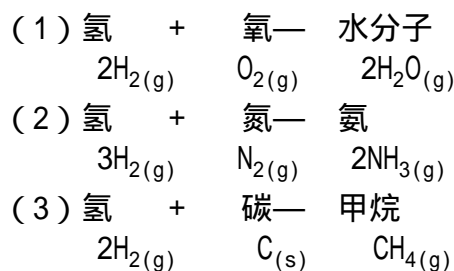 （1）氢 + 氧— 水分子
2H₂(g) O₂(g) 2H₂O(g)
（2）氢 + 氮— 氨
3H₂(g) N₂(g) 2NH₃(g)
（3）氢 + 碳— 甲烷
2H₂(g) C(s) CH₄(g)